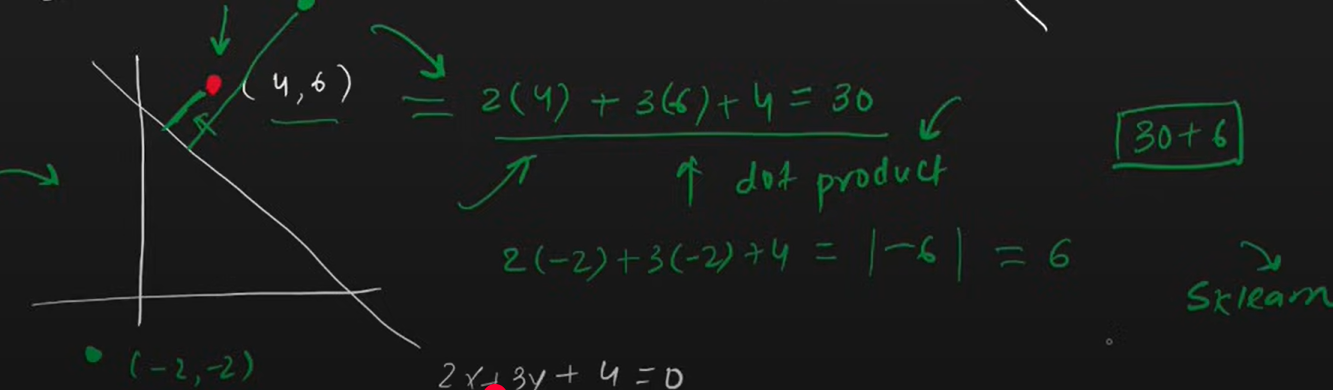 (4,6) = 2(4) + 3(6) + 4 = 30
30 + 6
dot product
2(-2) + 3(-2) + 4 = |-6| = 6
Sklearn
(-2,-2)
2x + 3y + 4 = 0